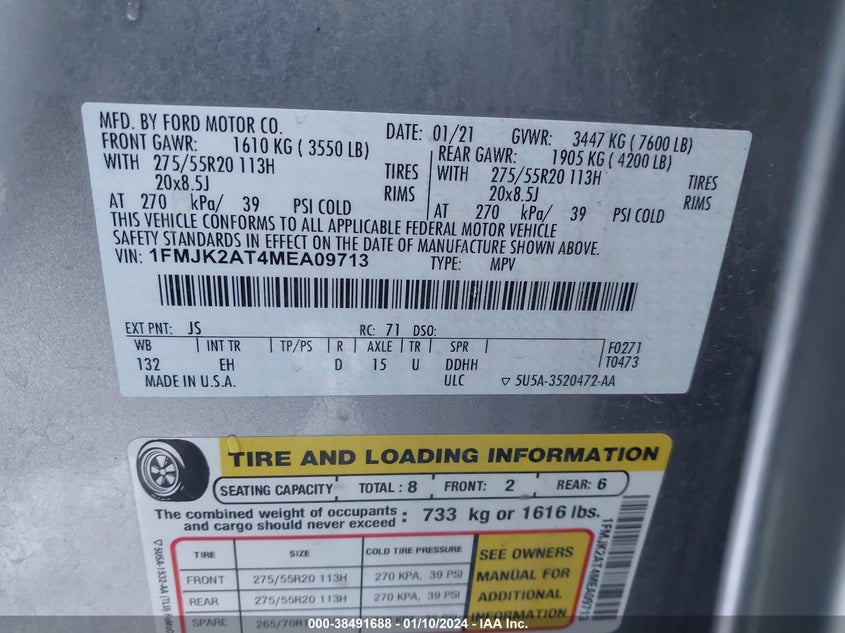 MFD. BY FORD MOTOR CO. DATE: 01/21 GVWR: 3447 KG ( 7600 LB)
FRONT GAWR: 1610 KG ( 3550 LB) REAR GAWR: 1905 KG ( 4200 LB)
WITH 275/55R20 113H TIRES WITH 275/55R20 113H TIRES
20x8.5J RIMS 20x8.5J RIMS
AT 270 kPa/ 39 PSI COLD AT 270 kPa/ 39 PSI COLD
THIS VEHICLE CONFORMS TO ALL APPLICABLE FEDERAL MOTOR VEHICLE
SAFETY STANDARDS IN EFFECT ON THE DATE OF MANUFACTURE SHOWN ABOVE.
VIN: 1FMJK2AT4MEA09713 TYPE: MPV
EXT PNT: JS RC: 71 DSO:
WB INT TR TP/PS R AXLE TR SPR F0271
132 EH D 15 U DDHH T0473
MADE IN U.S.A. ULC ▽ 5U5A-3520472-AA
TIRE AND LOADING INFORMATION
SEATING CAPACITY TOTAL : 8 FRONT: 2 REAR: 6
The combined weight of occupants and cargo should never exceed : 733 kg or 1616 lbs.
TIRE SIZE COLD TIRE PRESSURE
FRONT 275/55R20 113H 270 KPA, 39 PSI
REAR 275/55R20 113H 270 KPA, 39 PSI
SPARE 265/70R1
SEE OWNERS
MANUAL FOR
ADDITIONAL
INFORMATION
1FMJK2AT4MEA09713
▽ 5U5A-1532-AA (TLU)
000-38491688 - 01/10/2024 - IAA Inc.